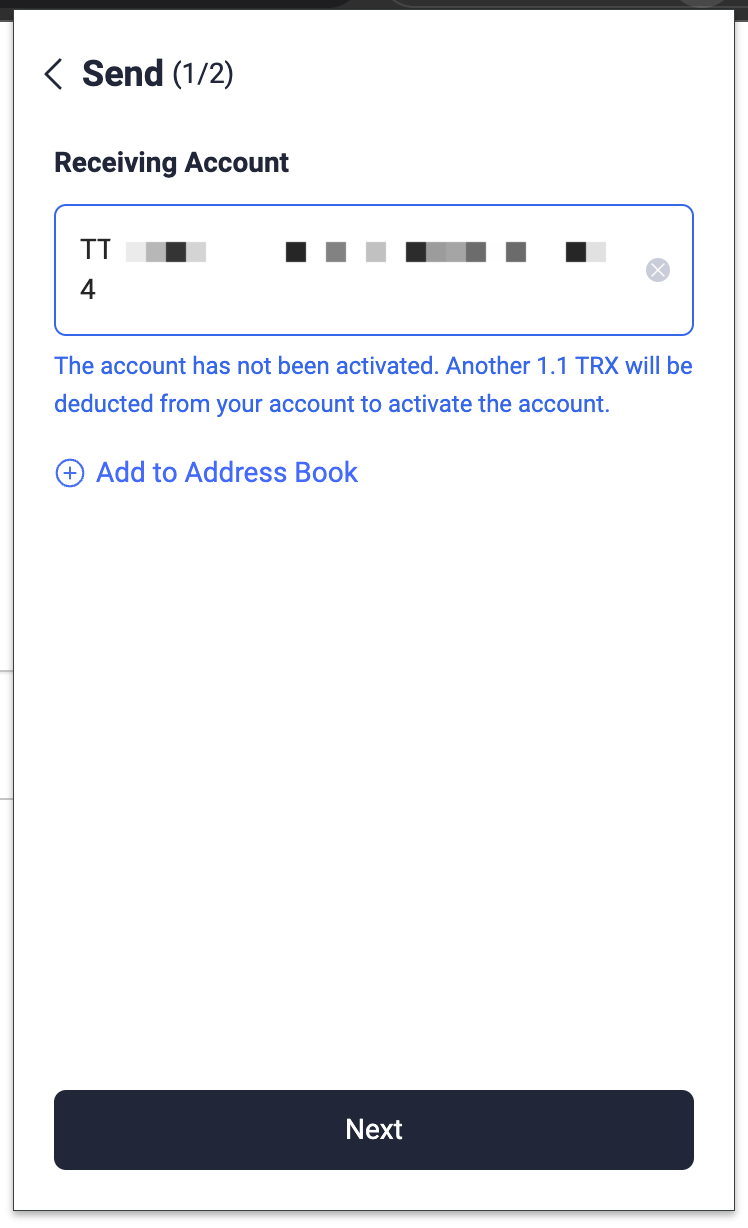 Send (1/2)
Receiving Account
TT
4
The account has not been activated. Another 1.1 TRX will be
deducted from your account to activate the account.
Add to Address Book
Next